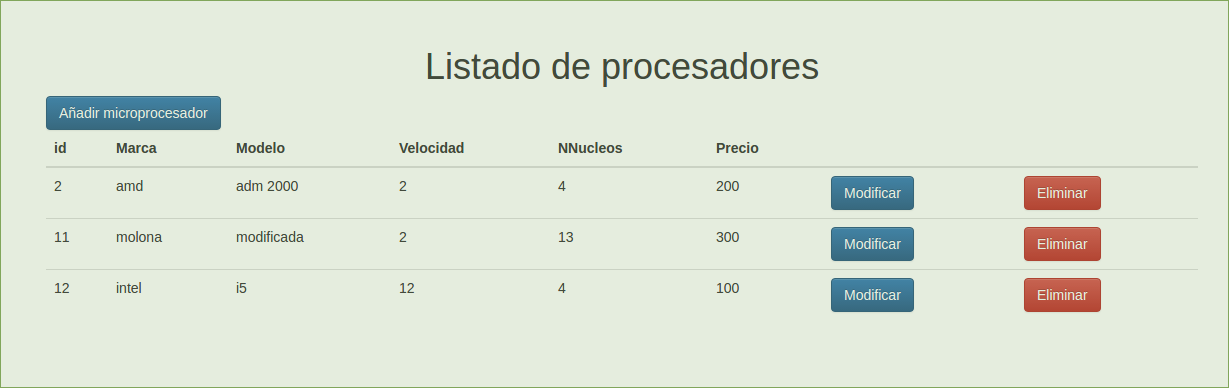 Listado de procesadores
Añadir microprocesador
id Marca Modelo Velocidad NNucleos Precio
2 amd adm 2000 2 4 200 Modificar Eliminar
11 molona modificada 2 13 300 Modificar Eliminar
12 intel i5 12 4 100 Modificar Eliminar